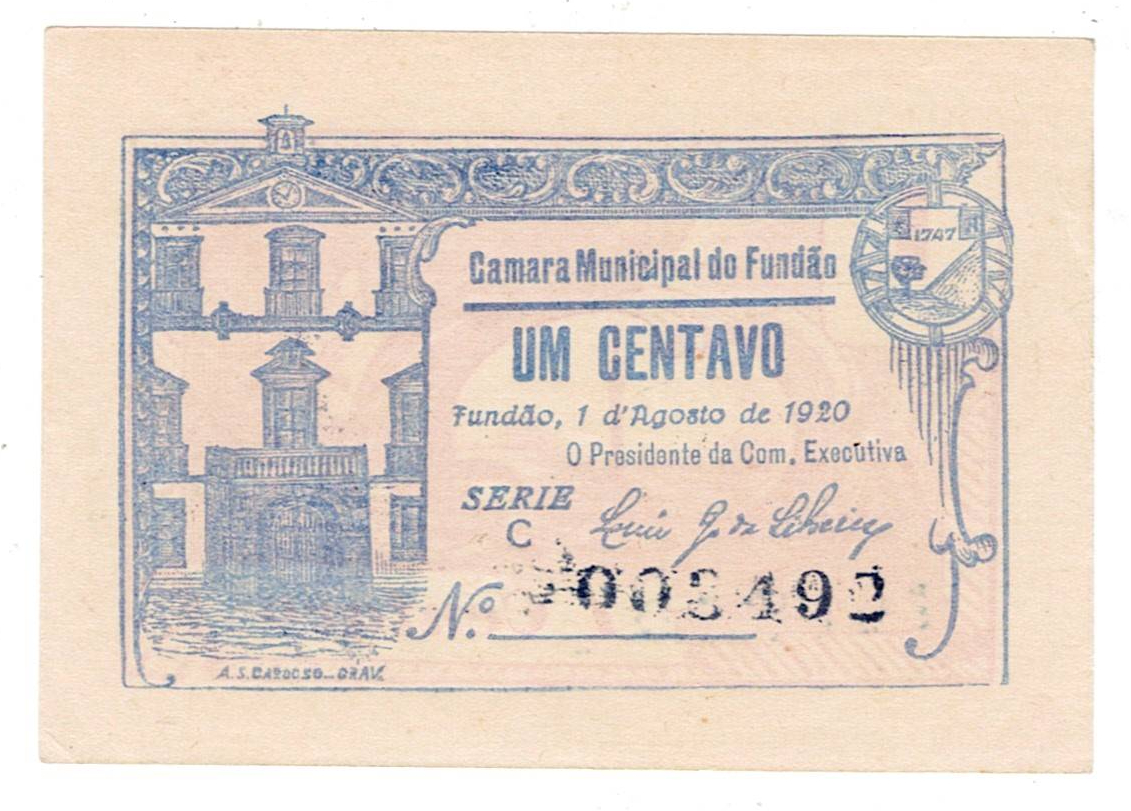 1747
Camara Municipal do Fundão
UM CENTAVO
Fundão, 1 d'Agosto de 1920
O Presidente da Com. Executiva
SERIE
C
Nº. 003492
A.S. CARDOSO - GRAV.